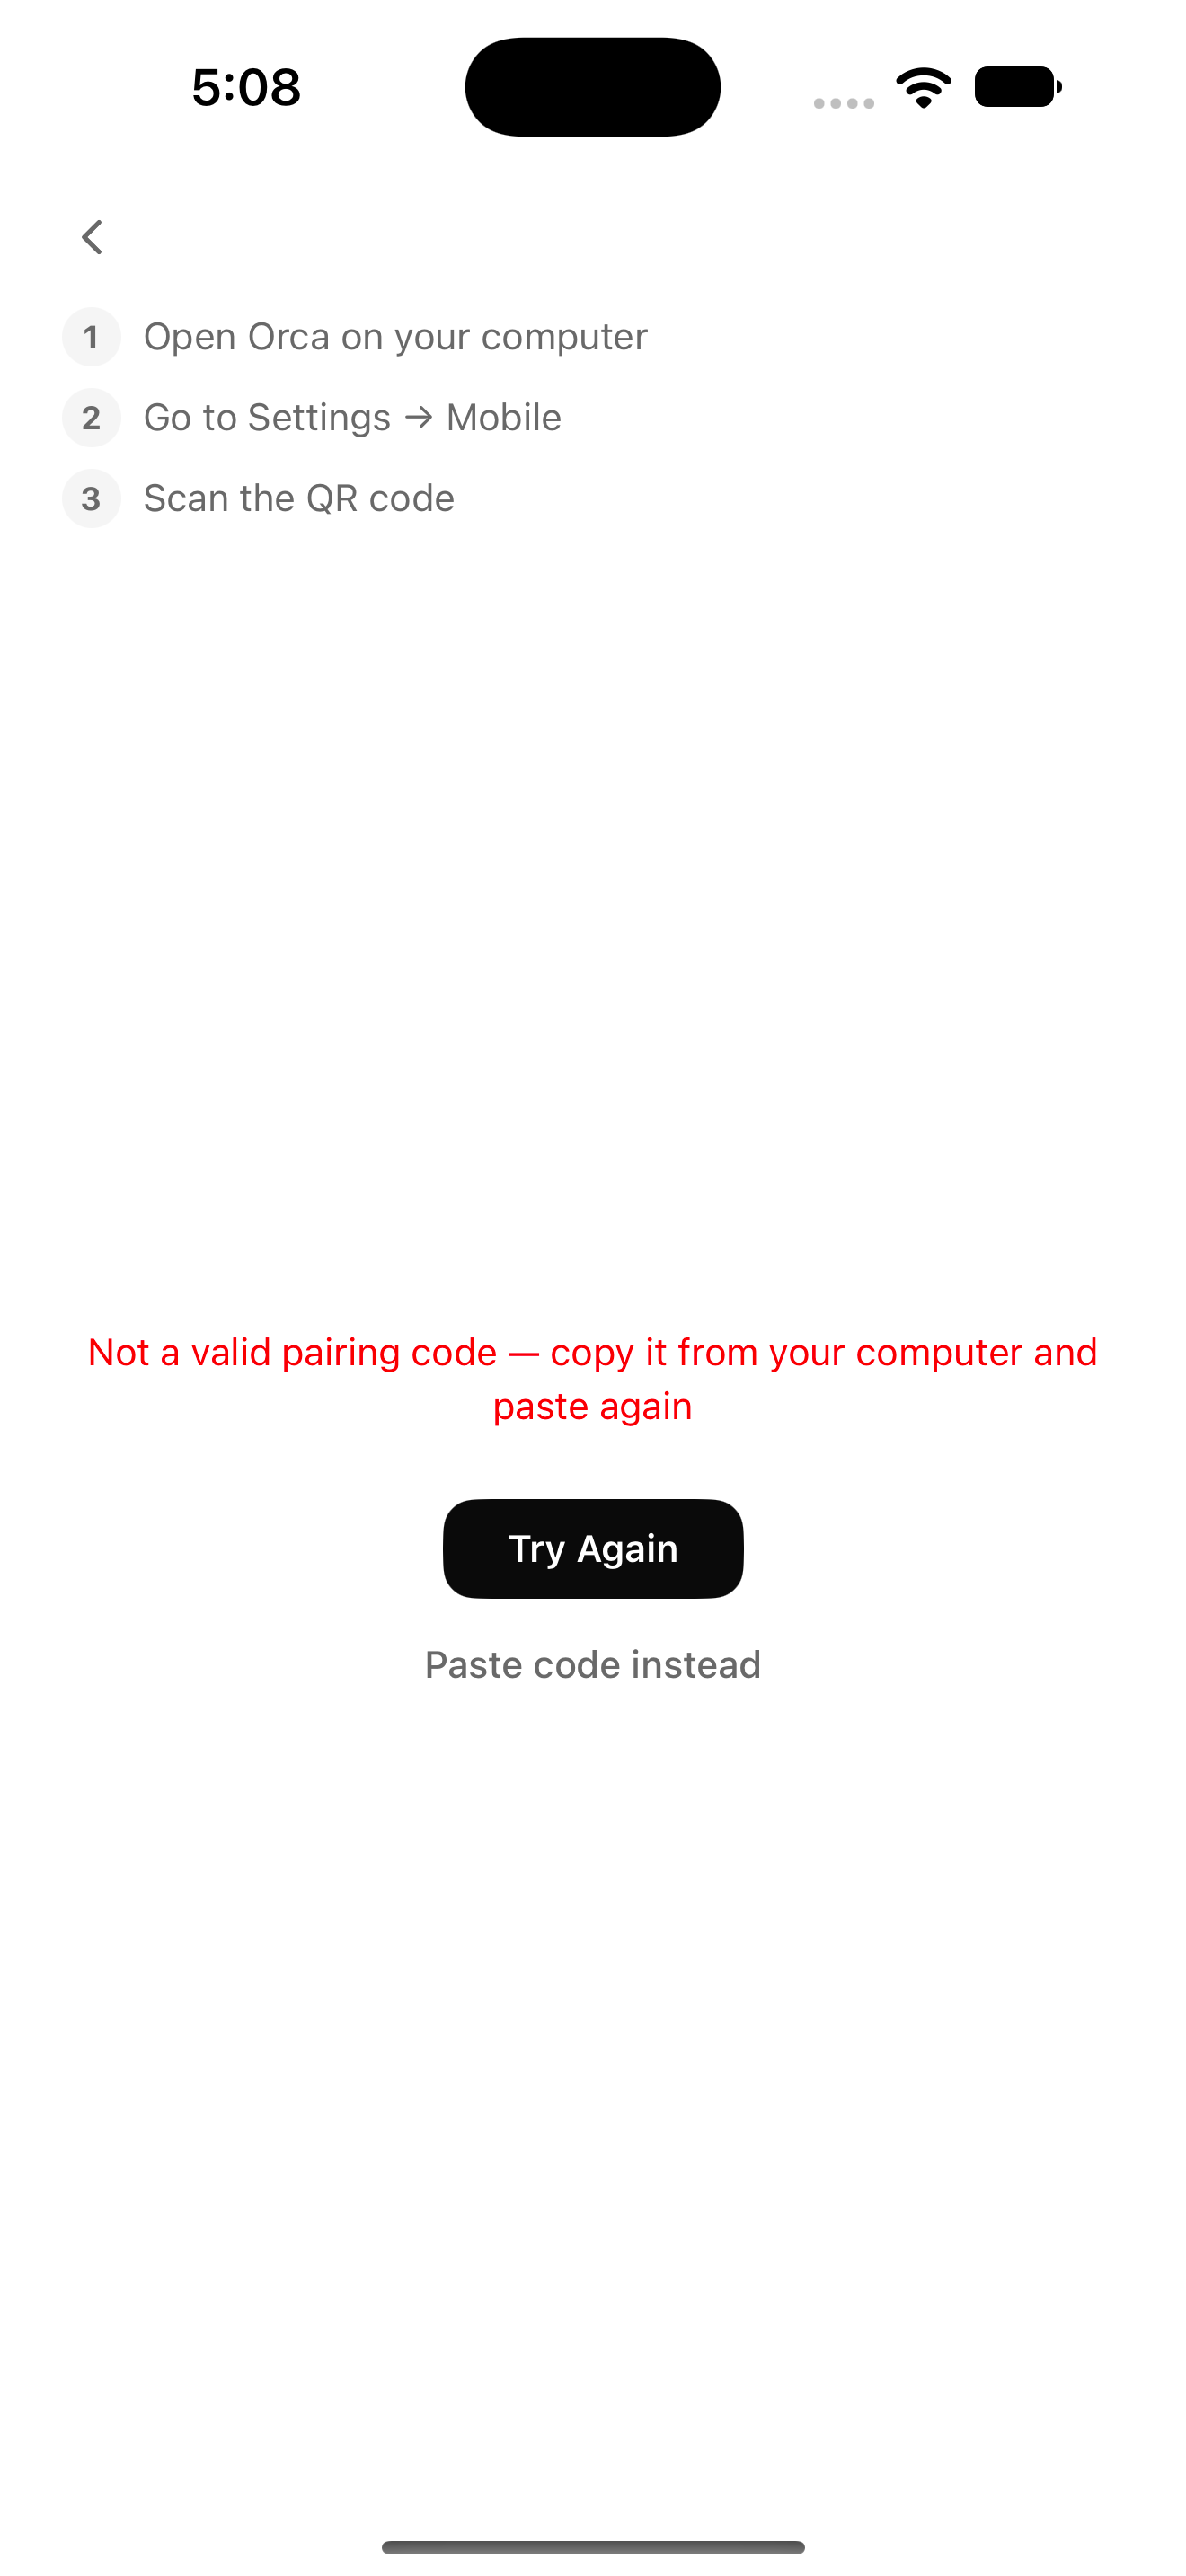 5:08
1 Open Orca on your computer
2 Go to Settings → Mobile
3 Scan the QR code
Not a valid pairing code — copy it from your computer and
paste again
Try Again
Paste code instead